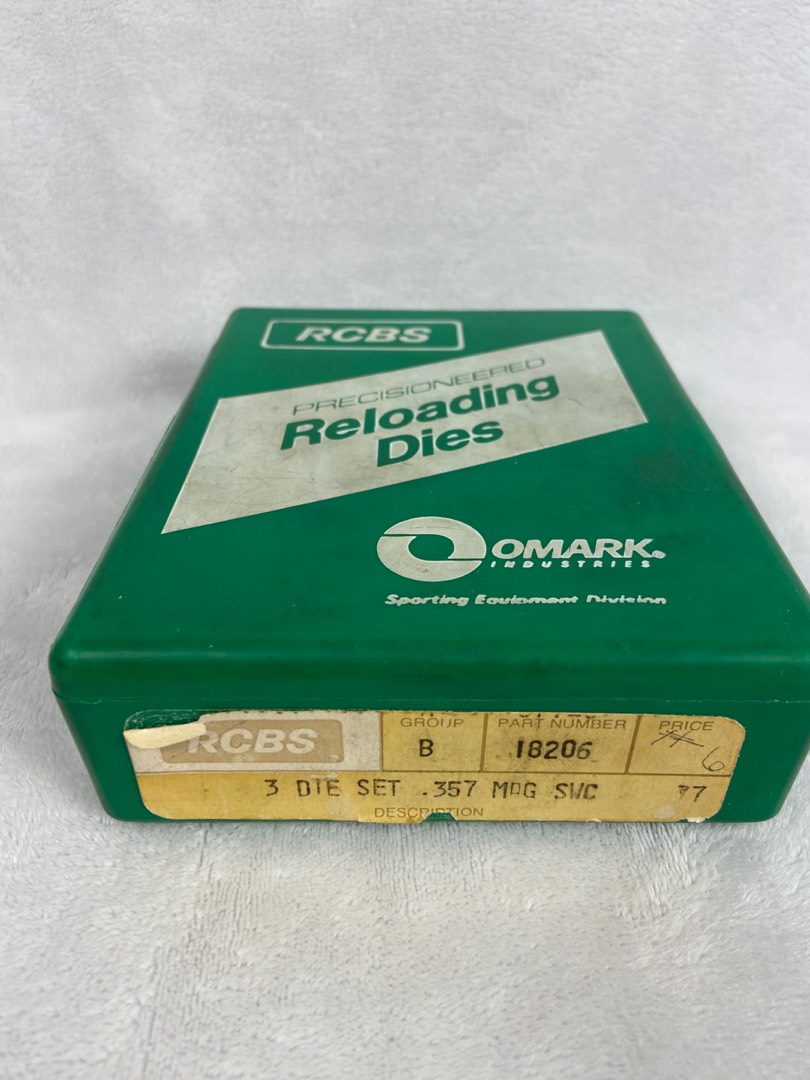 RCBS
PRECISIONEERED
Reloading
Dies
OMARK
INDUSTRIES
Sporting Equipment Division
RCBS
GROUP PART NUMBER PRICE
B 18206 6
3 DIE SET .357 MAG SWC 77
DESCRIPTION